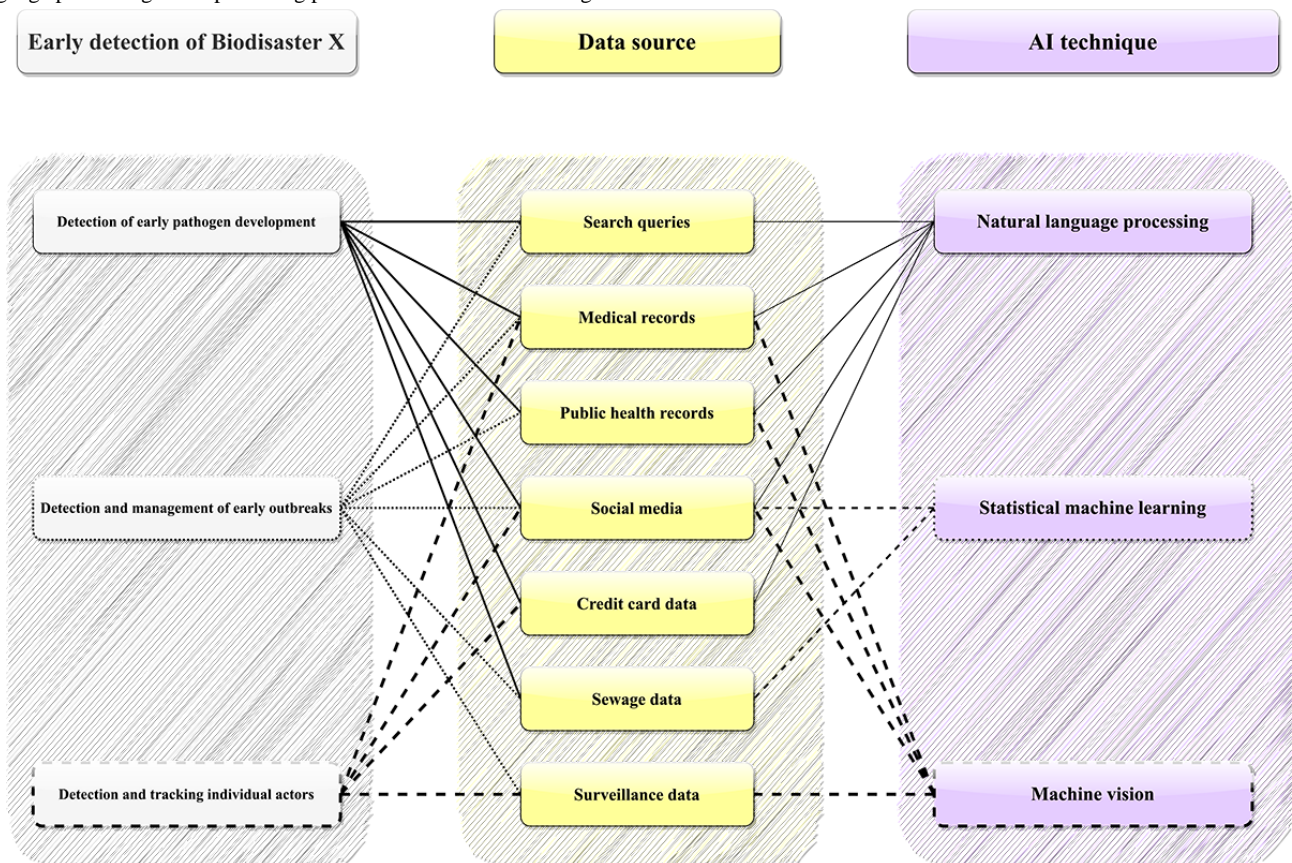 Early detection of Biodisaster X
Data source
AI technique
Detection of early pathogen development
Search queries
Natural language processing
Medical records
Public health records
Detection and management of early outbreaks
Social media
Statistical machine learning
Credit card data
Sewage data
Detection and tracking individual actors
Surveillance data
Machine vision